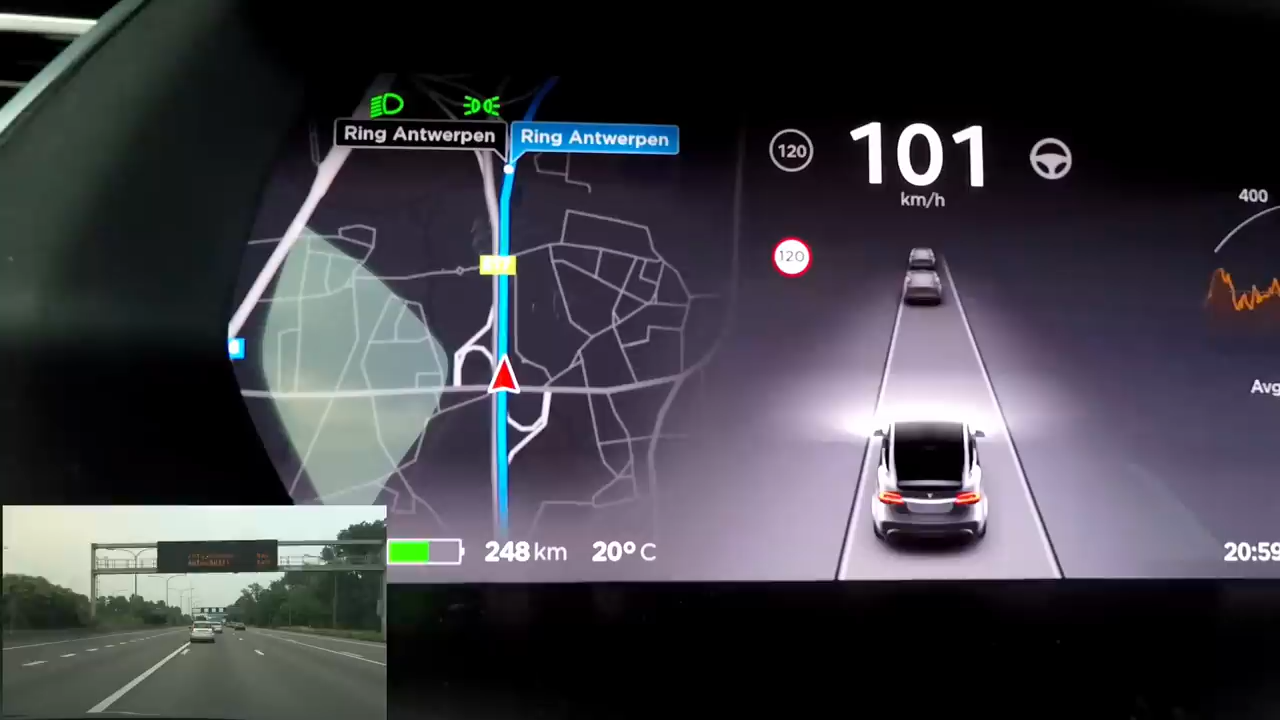 Ring Antwerpen
Ring Antwerpen
120
101
km/h
120
400
Avg
248 km
20° C
20:59